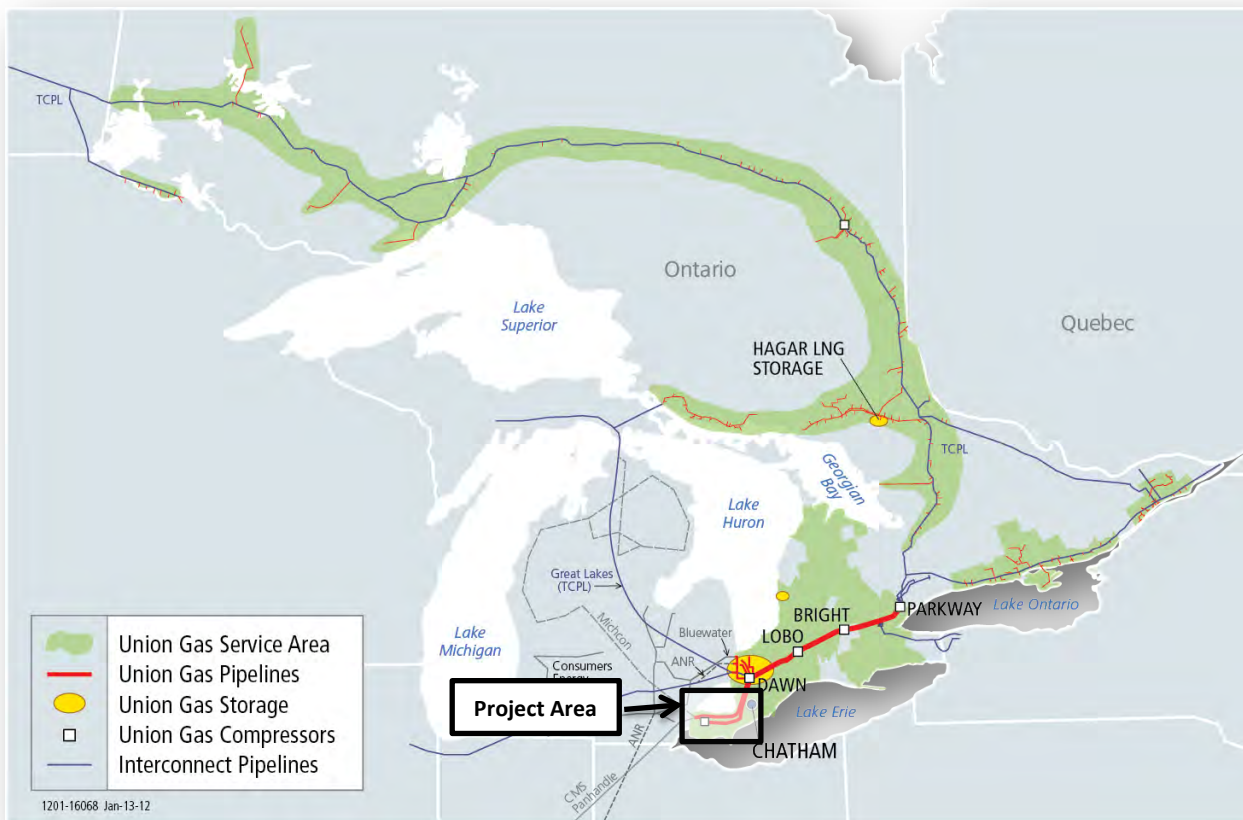 TCPL
Ontario
Quebec
Lake
Superior
HAGAR LNG
STORAGE
TCPL
Georgian
Bay
Lake
Huron
Great Lakes
(TCPL)
PARKWAY
Lake Ontario
BRIGHT
LOBO
Michcon
Bluewater
ANR
Lake
Michigan
Consumers
Energy
DAWN
Project Area
Lake Erie
ANR
CHATHAM
CMS
Panhandle
Union Gas Service Area
Union Gas Pipelines
Union Gas Storage
Union Gas Compressors
Interconnect Pipelines
1201-16068 Jan-13-12